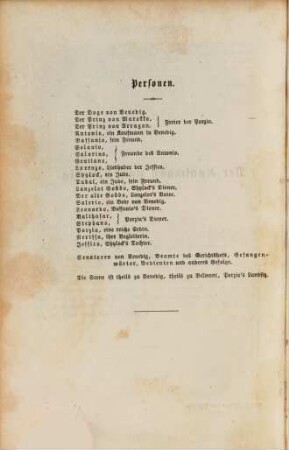 Personen.
Der Doge von Venedig.
Der Prinz von Marokko, } Freier der Porzia.
Der Prinz von Arragon,
Antonio, ein Kaufmann in Venedig.
Bassanio, sein Freund.
Solanio,
Salarino, } Freunde des Antonio.
Gratiano,
Lorenzo, Liebhaber der Jessica.
Shylock, ein Jude.
Tubal, ein Jude, sein Freund.
Lanzelot Gobbo, Shylock's Diener.
Der alte Gobbo, Lanzelot's Vater.
Salerio, ein Bote von Venedig.
Leonardo, Bassanio's Diener.
Balthasar, } Porzia's Diener.
Stephano,
Porzia, eine reiche Erbin.
Nerissa, ihre Begleiterin.
Jessica, Shylock's Tochter.
Senatoren von Venedig, Beamte des Gerichtshofs, Gefangen-
wärter, Bedienten und anderes Gefolge.
Die Scene ist theils zu Venedig, theils zu Belmont, Porzia's Landsitz.